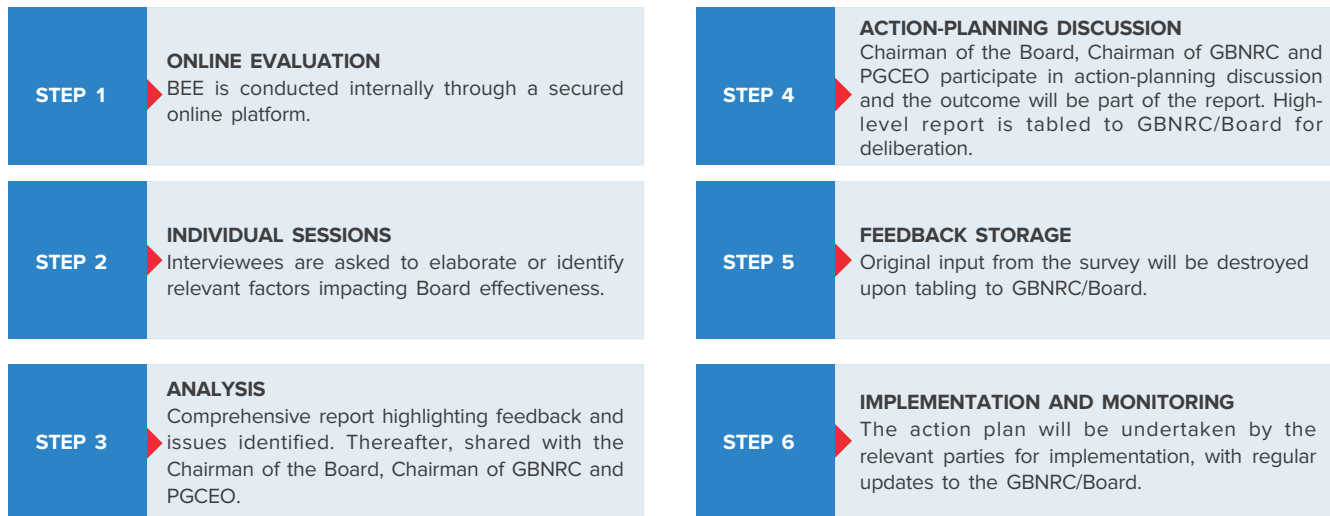 STEP 1
ONLINE EVALUATION
BEE is conducted internally through a secured
online platform.
STEP 2
INDIVIDUAL SESSIONS
Interviewees are asked to elaborate or identify
relevant factors impacting Board effectiveness.
STEP 3
ANALYSIS
Comprehensive report highlighting feedback and
issues identified. Thereafter, shared with the
Chairman of the Board, Chairman of GBNRC and
PGCEO.
STEP 4
ACTION-PLANNING DISCUSSION
Chairman of the Board, Chairman of GBNRC and
PGCEO participate in action-planning discussion
and the outcome will be part of the report. High-
level report is tabled to GBNRC/Board for
deliberation.
STEP 5
FEEDBACK STORAGE
Original input from the survey will be destroyed
upon tabling to GBNRC/Board.
STEP 6
IMPLEMENTATION AND MONITORING
The action plan will be undertaken by the
relevant parties for implementation, with regular
updates to the GBNRC/Board.